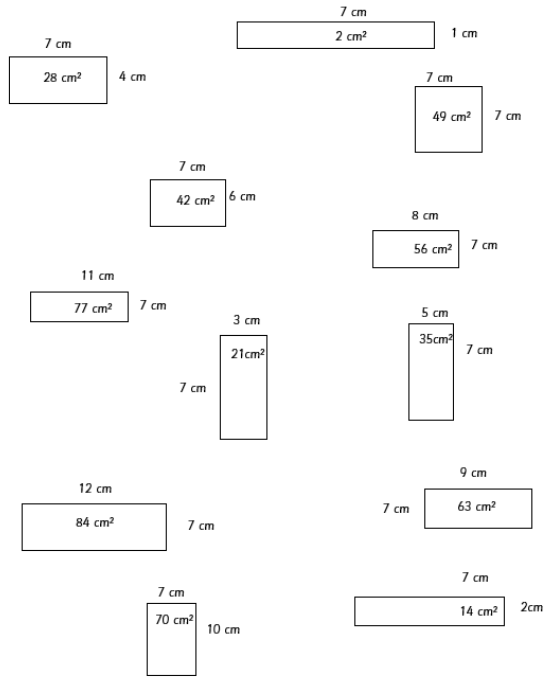 7 cm
2 cm²
1 cm
7 cm
28 cm²
4 cm
7 cm
49 cm²
7 cm
7 cm
42 cm²
6 cm
8 cm
56 cm²
7 cm
11 cm
77 cm²
7 cm
3 cm
21cm²
7 cm
5 cm
35cm²
7 cm
12 cm
84 cm²
7 cm
9 cm
7 cm
63 cm²
7 cm
70 cm²
10 cm
7 cm
14 cm²
2cm